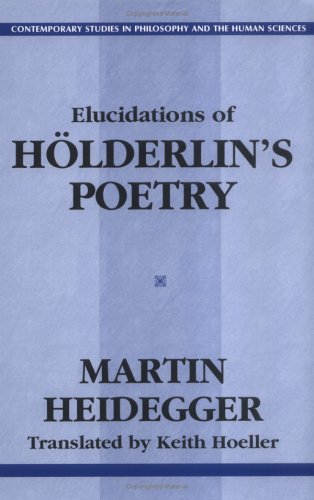 CONTEMPORARY STUDIES IN PHILOSOPHY AND THE HUMAN SCIENCES
Elucidations of
HÖLDERLIN'S
POETRY
MARTIN
HEIDEGGER
Translated by Keith Hoeller